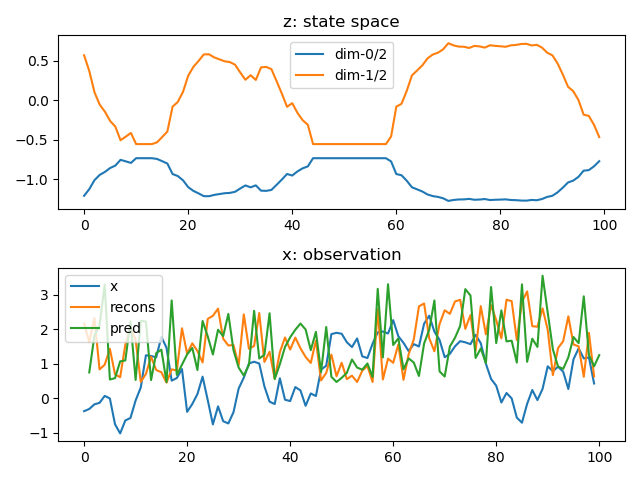 z: state space
0.5
0.0
−0.5
−1.0
dim-0/2
dim-1/2
0 20 40 60 80 100
x: observation
3
2
1
0
−1
x
recons
pred
0 20 40 60 80 100